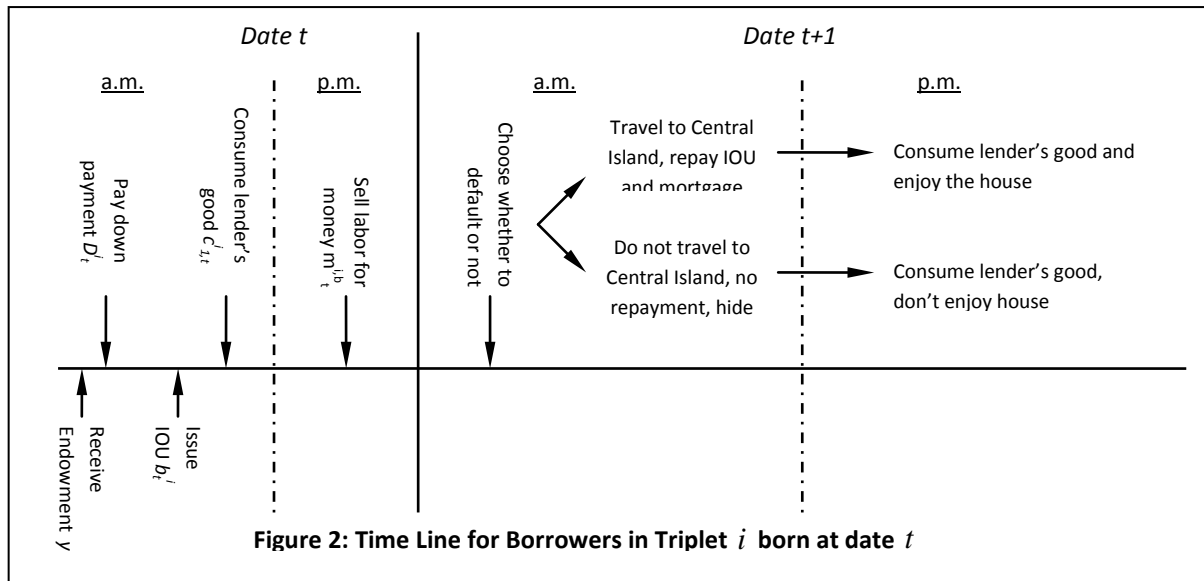 Date t
Date t+1
a.m.
p.m.
a.m.
p.m.
Pay down
payment D^i_t
Consume lender's
good c^i_{1,t}
Sell labor for
money m^{i,b}_t
Choose whether to
default or not
Travel to Central
Island, repay IOU
and mortgage
Consume lender's good and
enjoy the house
Do not travel to
Central Island, no
repayment, hide
Consume lender's good,
don't enjoy house
Receive
Endowment y
Issue
IOU b_t^i
Figure 2: Time Line for Borrowers in Triplet i born at date t